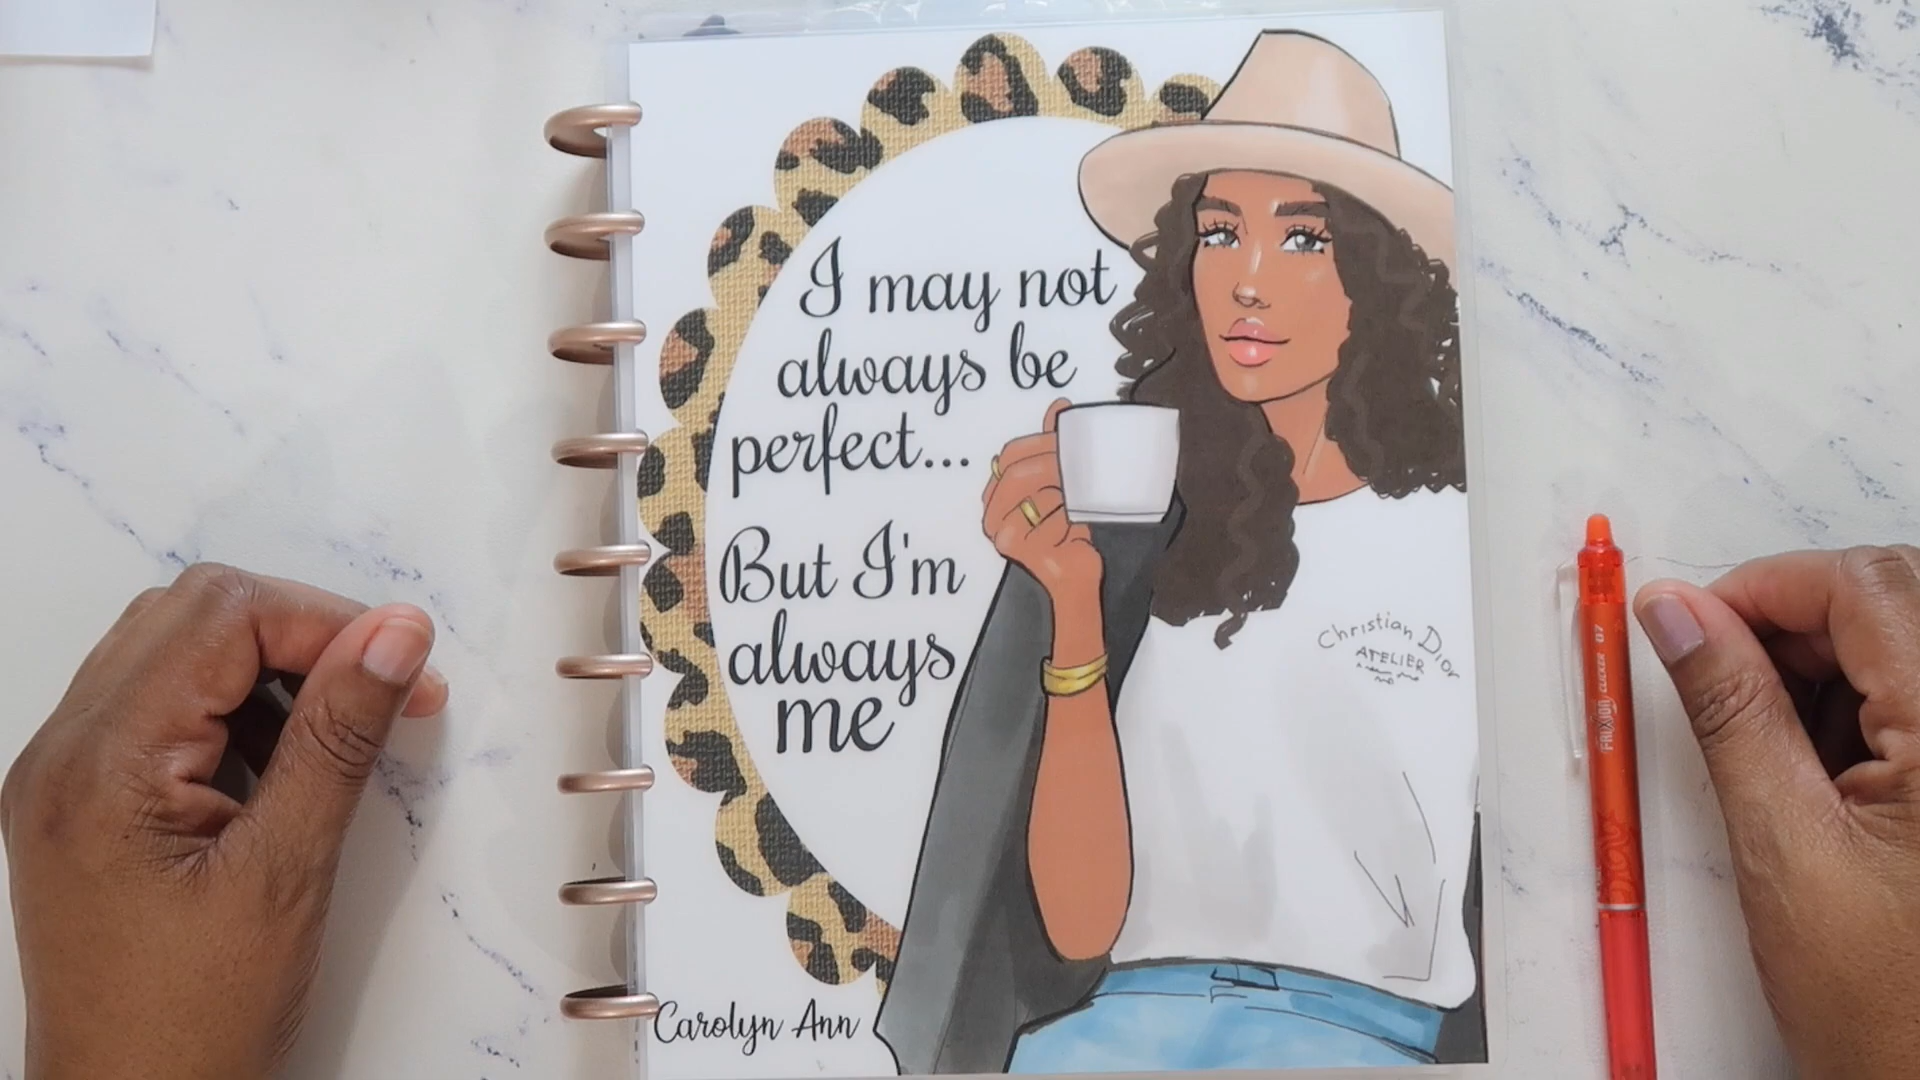 I may not
always be
perfect...
But I'm
always
me
Carolyn Ann
Christian Dior
ATELIER
FRIXION CLICKER 07